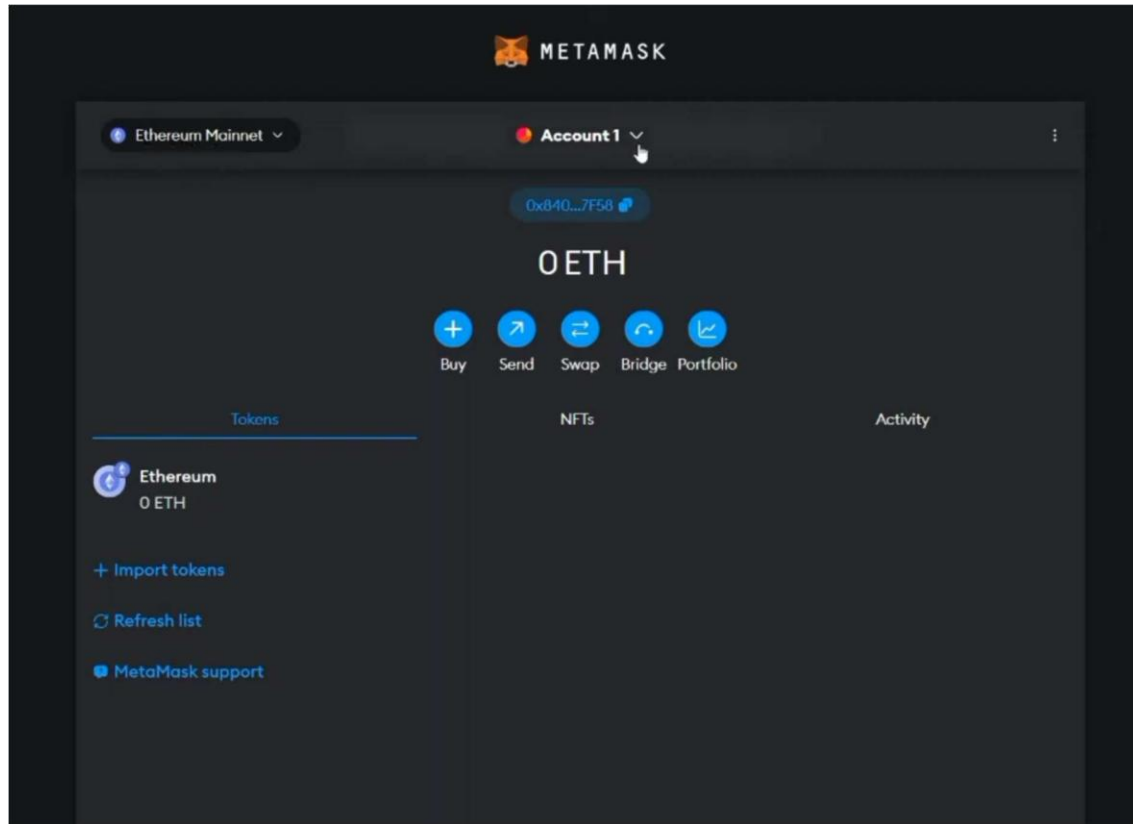 METAMASK
Ethereum Mainnet
Account 1
0x840...7F58
0 ETH
Buy Send Swap Bridge Portfolio
Tokens NFTs Activity
Ethereum
0 ETH
+ Import tokens
Refresh list
MetaMask support